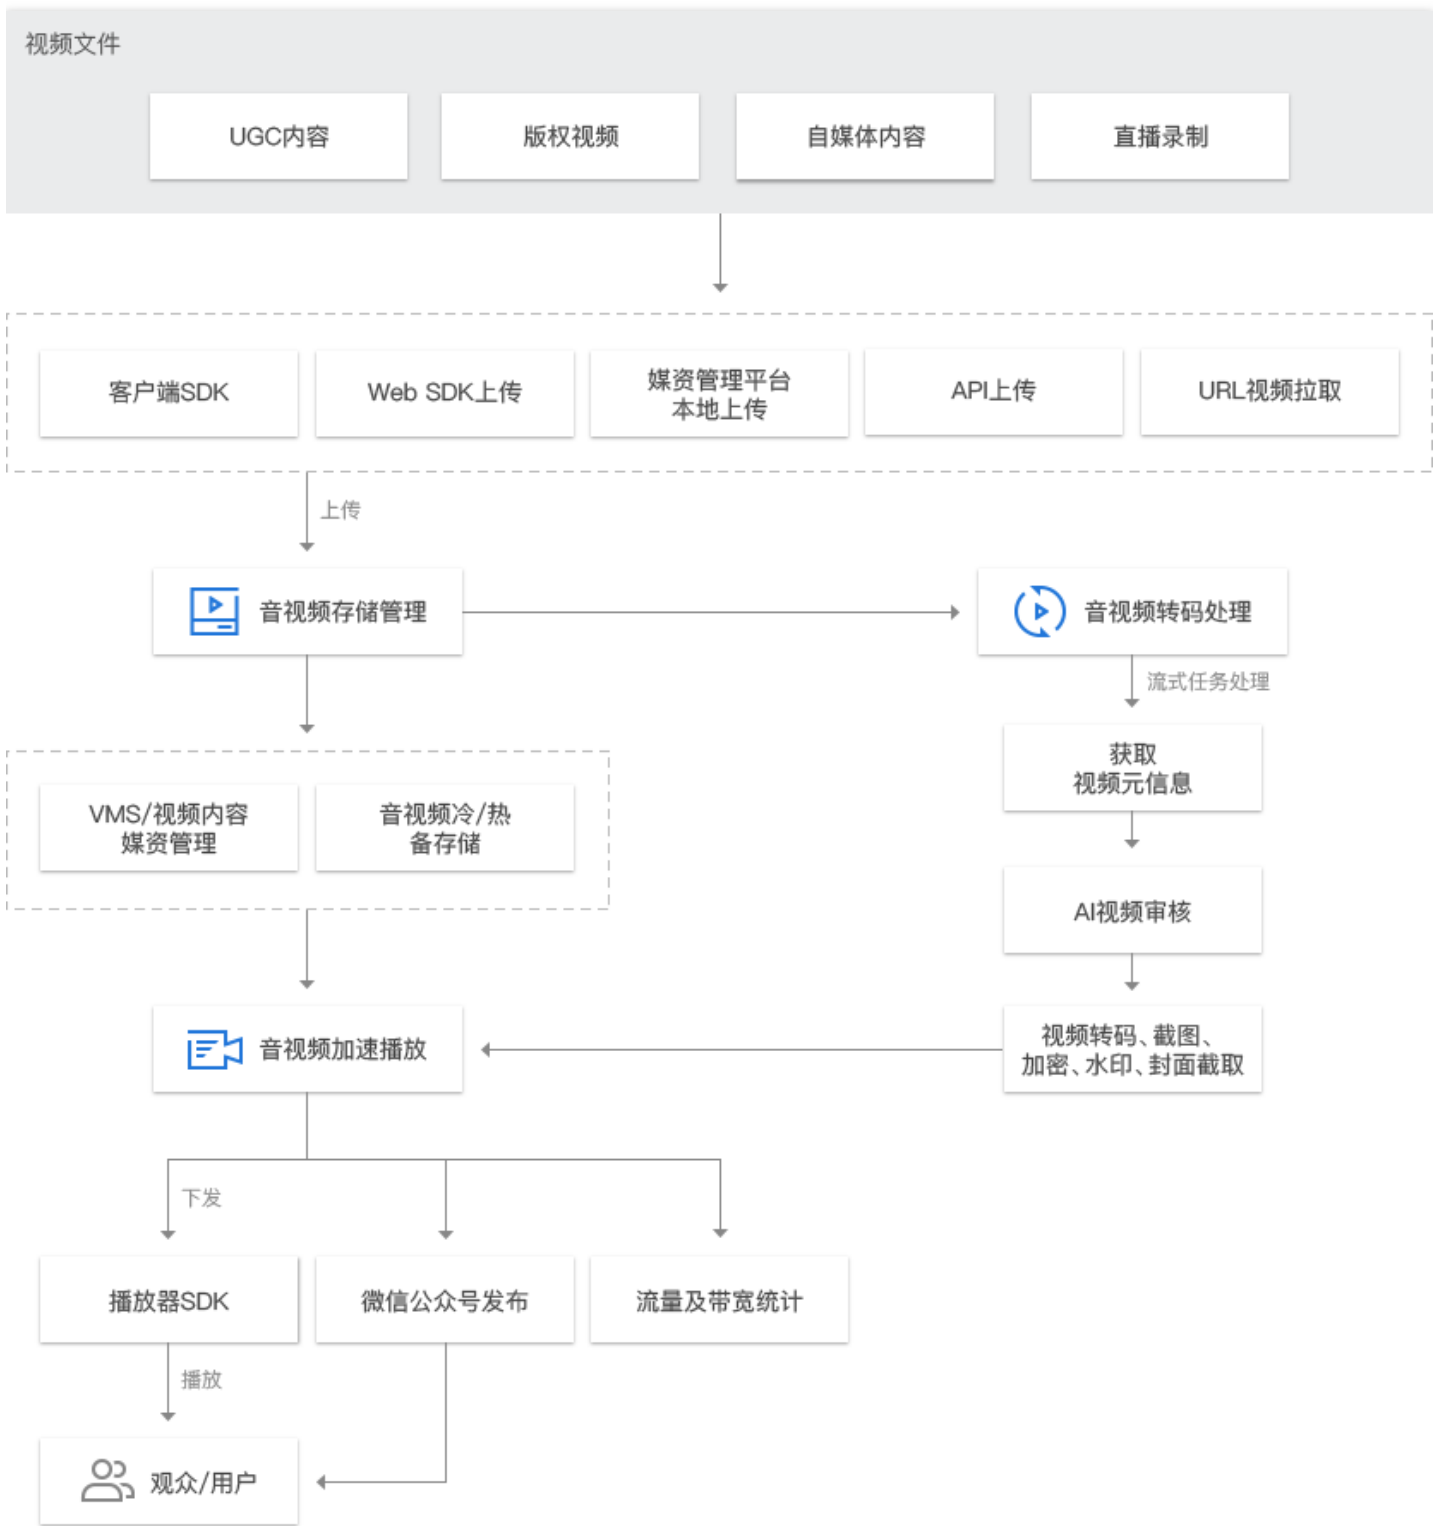 视频文件
UGC内容
版权视频
自媒体内容
直播录制
客户端SDK
Web SDK上传
媒资管理平台
本地上传
API上传
URL视频拉取
上传
音视频存储管理
音视频转码处理
流式任务处理
获取
视频元信息
VMS/视频内容
媒资管理
音视频冷/热
备存储
AI视频审核
音视频加速播放
视频转码、截图、
加密、水印、封面截取
下发
播放器SDK
微信公众号发布
流量及带宽统计
播放
观众/用户